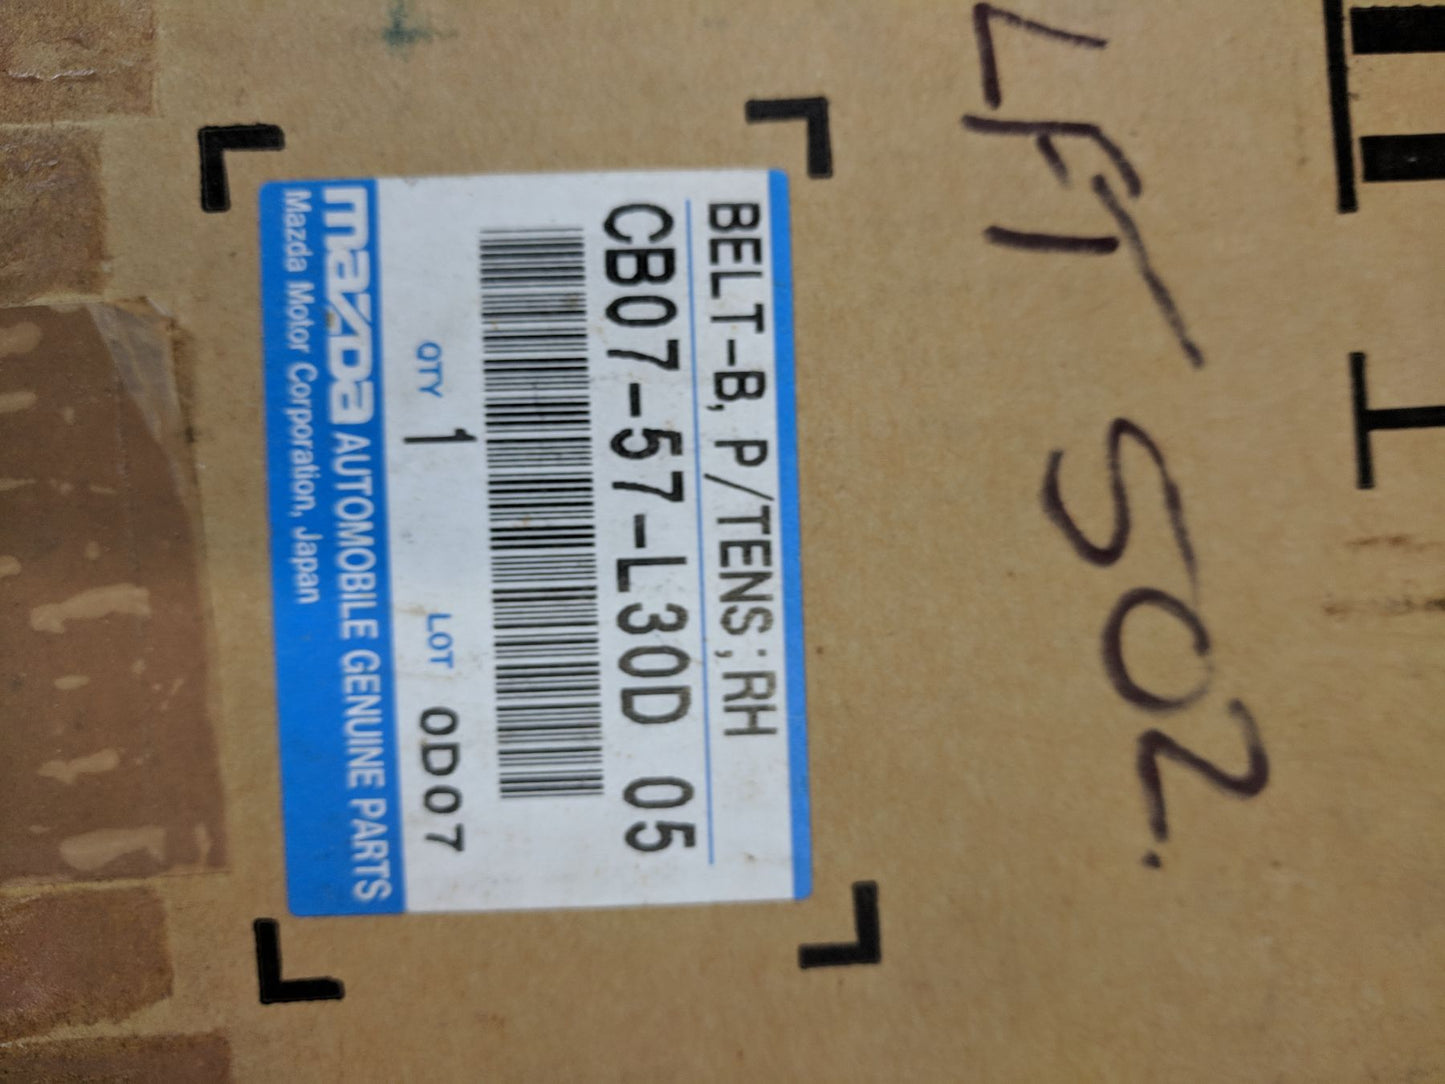 LFT 502.
BELT-B, P/TENS;RH
CB07-57-L30D 05
QTY 1 LOT 0D07
mazda AUTOMOBILE GENUINE PARTS
Mazda Motor Corporation, Japan